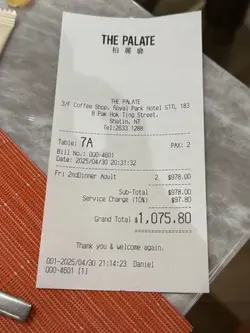 THE PALATE
柏麗廳
THE PALATE
3/F Coffee Shop, Royal Park Hotel STTL 183
8 Pak Hok Ting Street,
Shatin, NT
Tel:2633 1288
Table: 7A PAX: 2
Bill No.: 000-4601
Date: 2025/04/30 20:31:32
Fri 2ndDinner Adult 2 $978.00
Sub-Total $978.00
Service Charge (10%) $97.80
Grand Total $1,075.80
Thank you & welcome again.
001-2025/04/30 21:14:23 Daniel
000-4601 [1]